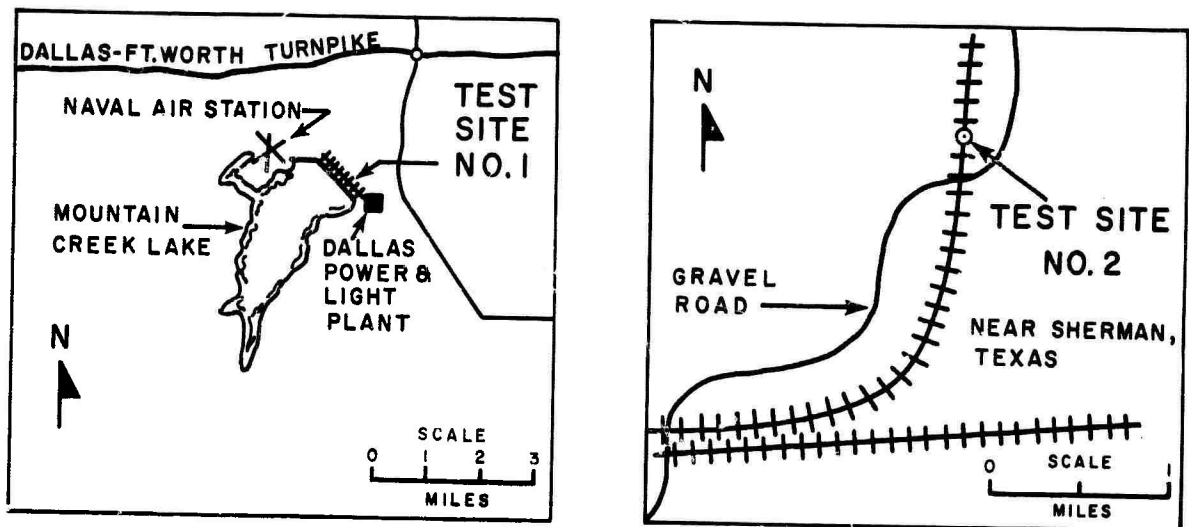 DALLAS-FT.WORTH TURNPIKE
NAVAL AIR STATION
TEST
SITE
NO.1
MOUNTAIN
CREEK LAKE
DALLAS
POWER &
LIGHT
PLANT
N
SCALE
0 1 2 3
MILES
N
TEST SITE
NO. 2
GRAVEL
ROAD
NEAR SHERMAN,
TEXAS
0 SCALE 1
MILES